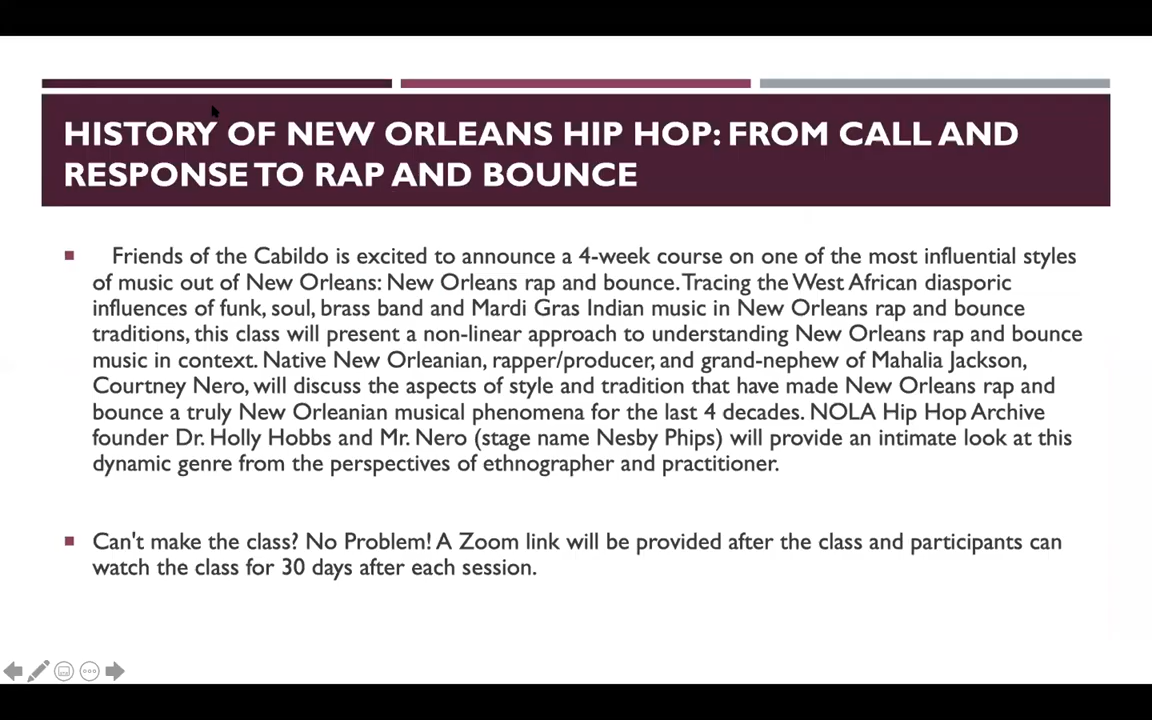 HISTORY OF NEW ORLEANS HIP HOP: FROM CALL AND
RESPONSE TO RAP AND BOUNCE
Friends of the Cabildo is excited to announce a 4-week course on one of the most influential styles
of music out of New Orleans: New Orleans rap and bounce. Tracing the West African diasporic
influences of funk, soul, brass band and Mardi Gras Indian music in New Orleans rap and bounce
traditions, this class will present a non-linear approach to understanding New Orleans rap and bounce
music in context. Native New Orleanian, rapper/producer, and grand-nephew of Mahalia Jackson,
Courtney Nero, will discuss the aspects of style and tradition that have made New Orleans rap and
bounce a truly New Orleanian musical phenomena for the last 4 decades. NOLA Hip Hop Archive
founder Dr. Holly Hobbs and Mr. Nero (stage name Nesby Phips) will provide an intimate look at this
dynamic genre from the perspectives of ethnographer and practitioner.
Can't make the class? No Problem! A Zoom link will be provided after the class and participants can
watch the class for 30 days after each session.